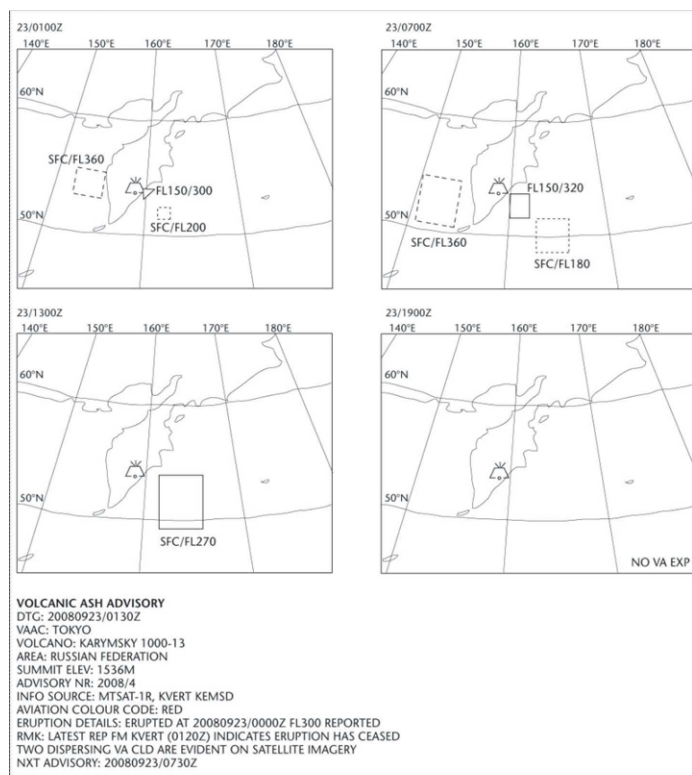 23/0100Z
140°E 150°E 160°E 170°E 180°E
60°N
SFC/FL360
FL150/300
50°N
SFC/FL200
23/0700Z
140°E 150°E 160°E 170°E 180°E
60°N
FL150/320
50°N
SFC/FL360
SFC/FL180
23/1300Z
140°E 150°E 160°E 170°E 180°E
60°N
50°N
SFC/FL270
23/1900Z
140°E 150°E 160°E 170°E 180°E
60°N
50°N
NO VA EXP
VOLCANIC ASH ADVISORY
DTG: 20080923/0130Z
VAAC: TOKYO
VOLCANO: KARYMSKY 1000-13
AREA: RUSSIAN FEDERATION
SUMMIT ELEV: 1536M
ADVISORY NR: 2008/4
INFO SOURCE: MTSAT-1R, KVERT KEMSD
AVIATION COLOUR CODE: RED
ERUPTION DETAILS: ERUPTED AT 20080923/0000Z FL300 REPORTED
RMK: LATEST REP FM KVERT (0120Z) INDICATES ERUPTION HAS CEASED
TWO DISPERSING VA CLD ARE EVIDENT ON SATELLITE IMAGERY
NXT ADVISORY: 20080923/0730Z